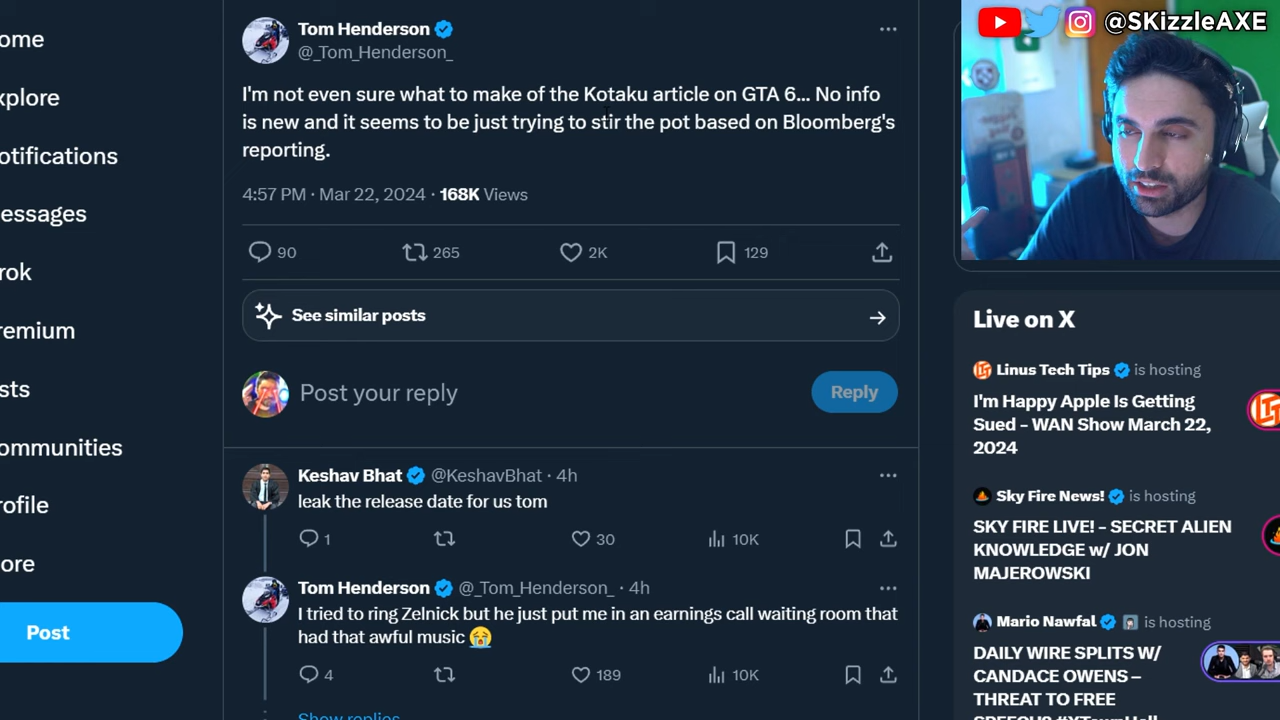 @SKizzleAXE
ome
xplore
otifications
essages
rok
remium
sts
ommunities
rofile
ore
Post
Tom Henderson
@_Tom_Henderson_
I'm not even sure what to make of the Kotaku article on GTA 6... No info
is new and it seems to be just trying to stir the pot based on Bloomberg's
reporting.
4:57 PM · Mar 22, 2024 · 168K Views
90 265 2K 129
See similar posts
Post your reply
Reply
Keshav Bhat @KeshavBhat · 4h
leak the release date for us tom
1 30 10K
Tom Henderson @_Tom_Henderson_ · 4h
I tried to ring Zelnick but he just put me in an earnings call waiting room that
had that awful music 😭
4 189 10K
Show replies
Live on X
Linus Tech Tips is hosting
I'm Happy Apple Is Getting
Sued – WAN Show March 22,
2024
Sky Fire News! is hosting
SKY FIRE LIVE! – SECRET ALIEN
KNOWLEDGE w/ JON
MAJEROWSKI
Mario Nawfal is hosting
DAILY WIRE SPLITS W/
CANDACE OWENS –
THREAT TO FREE